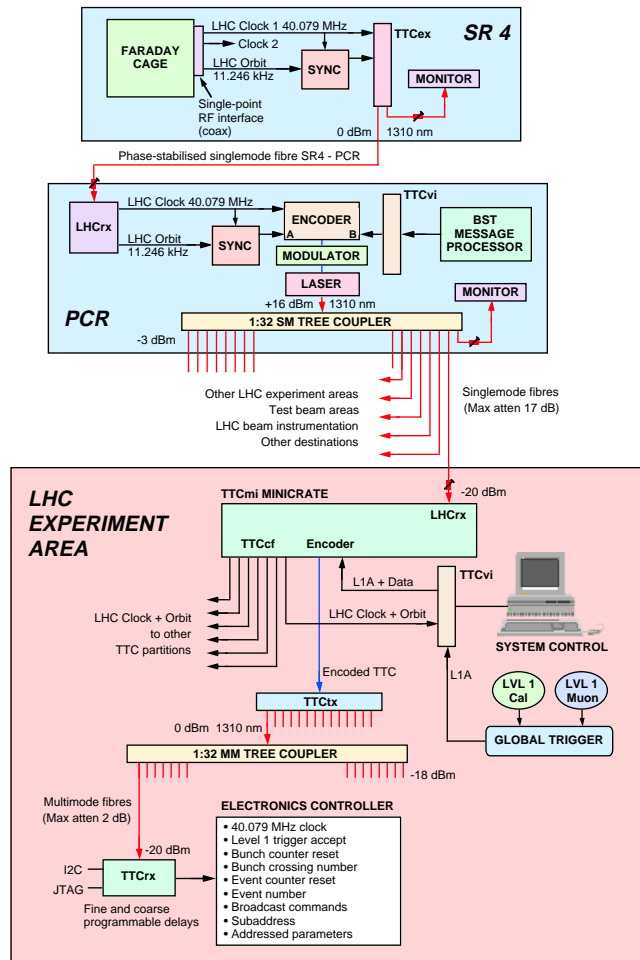 SR 4
LHC Clock 1 40.079 MHz
TTCex
FARADAY
CAGE
Clock 2
LHC Orbit
11.246 kHz
SYNC
MONITOR
Single-point
RF interface
(coax)
0 dBm
1310 nm
Phase-stabilised singlemode fibre SR4 - PCR
LHC Clock 40.079 MHz
TTCvi
LHCrx
ENCODER
A
B
BST
MESSAGE
PROCESSOR
LHC Orbit
11.246 kHz
SYNC
MODULATOR
LASER
+16 dBm
1310 nm
MONITOR
PCR
1:32 SM TREE COUPLER
-3 dBm
Other LHC experiment areas
Test beam areas
LHC beam instrumentation
Other destinations
Singlemode fibres
(Max atten 17 dB)
LHC
EXPERIMENT
AREA
TTCmi MINICRATE
-20 dBm
LHCrx
TTCcf
Encoder
TTCvi
L1A + Data
LHC Clock + Orbit
LHC Clock + Orbit
to other
TTC partitions
SYSTEM CONTROL
Encoded TTC
L1A
LVL 1
Cal
LVL 1
Muon
TTCtx
GLOBAL TRIGGER
0 dBm
1310 nm
1:32 MM TREE COUPLER
-18 dBm
Multimode fibres
(Max atten 2 dB)
ELECTRONICS CONTROLLER
• 40.079 MHz clock
• Level 1 trigger accept
• Bunch counter reset
• Bunch crossing number
• Event counter reset
• Event number
• Broadcast commands
• Subaddress
• Addressed parameters
-20 dBm
I2C
JTAG
TTCrx
Fine and coarse
programmable delays